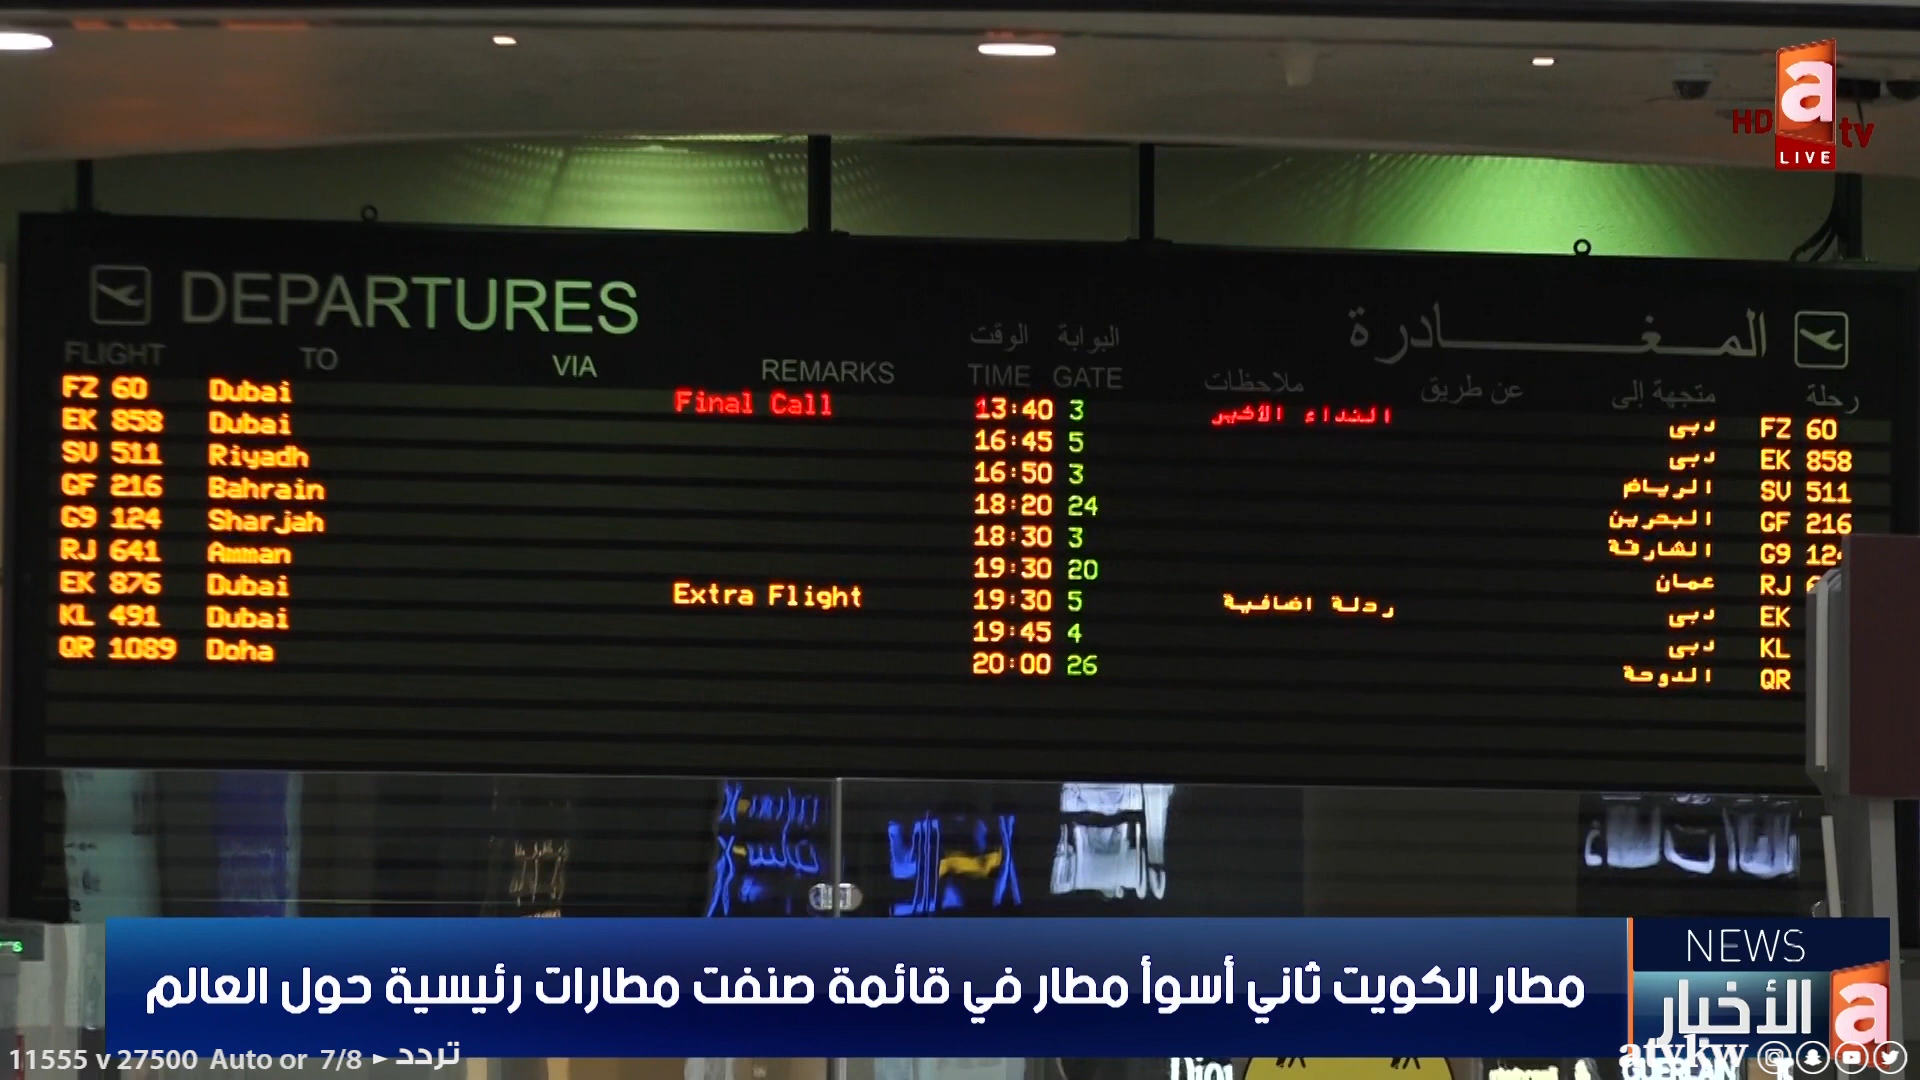 HD a tv
LIVE
DEPARTURES
المغادرة
FLIGHT TO VIA REMARKS
الوقت البوابة
TIME GATE
ملاحظات عن طريق متجهة إلى رحلة
FZ 60 Dubai Final Call 13:40 3 النداء الأخير دبى FZ 60
EK 858 Dubai 16:45 5 دبى EK 858
SV 511 Riyadh 16:50 3 الرياض SV 511
GF 216 Bahrain 18:20 24 البحرين GF 216
G9 124 Sharjah 18:30 3 الشارقة G9 124
RJ 641 Amman 19:30 20 عمان RJ
EK 876 Dubai Extra Flight 19:30 5 رحلة اضافية دبى EK
KL 491 Dubai 19:45 4 دبى KL
QR 1089 Doha 20:00 26 الدوحة QR
مطار الكويت ثاني أسوأ مطار في قائمة صنفت مطارات رئيسية حول العالم
NEWS
الأخبار a
11555 v 27500 Auto or 7/8 تردد
atvkw